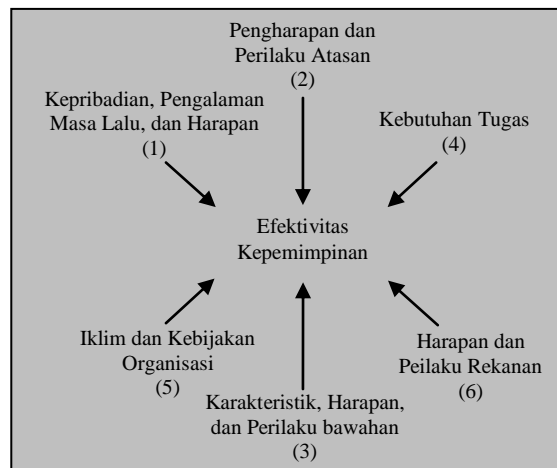 Pengharapan dan
Perilaku Atasan
(2)
Kepribadian, Pengalaman
Masa Lalu, dan Harapan
(1)
Kebutuhan Tugas
(4)
Efektivitas
Kepemimpinan
Iklim dan Kebijakan
Organisasi
(5)
Harapan dan
Peilaku Rekanan
(6)
Karakteristik, Harapan,
dan Perilaku bawahan
(3)